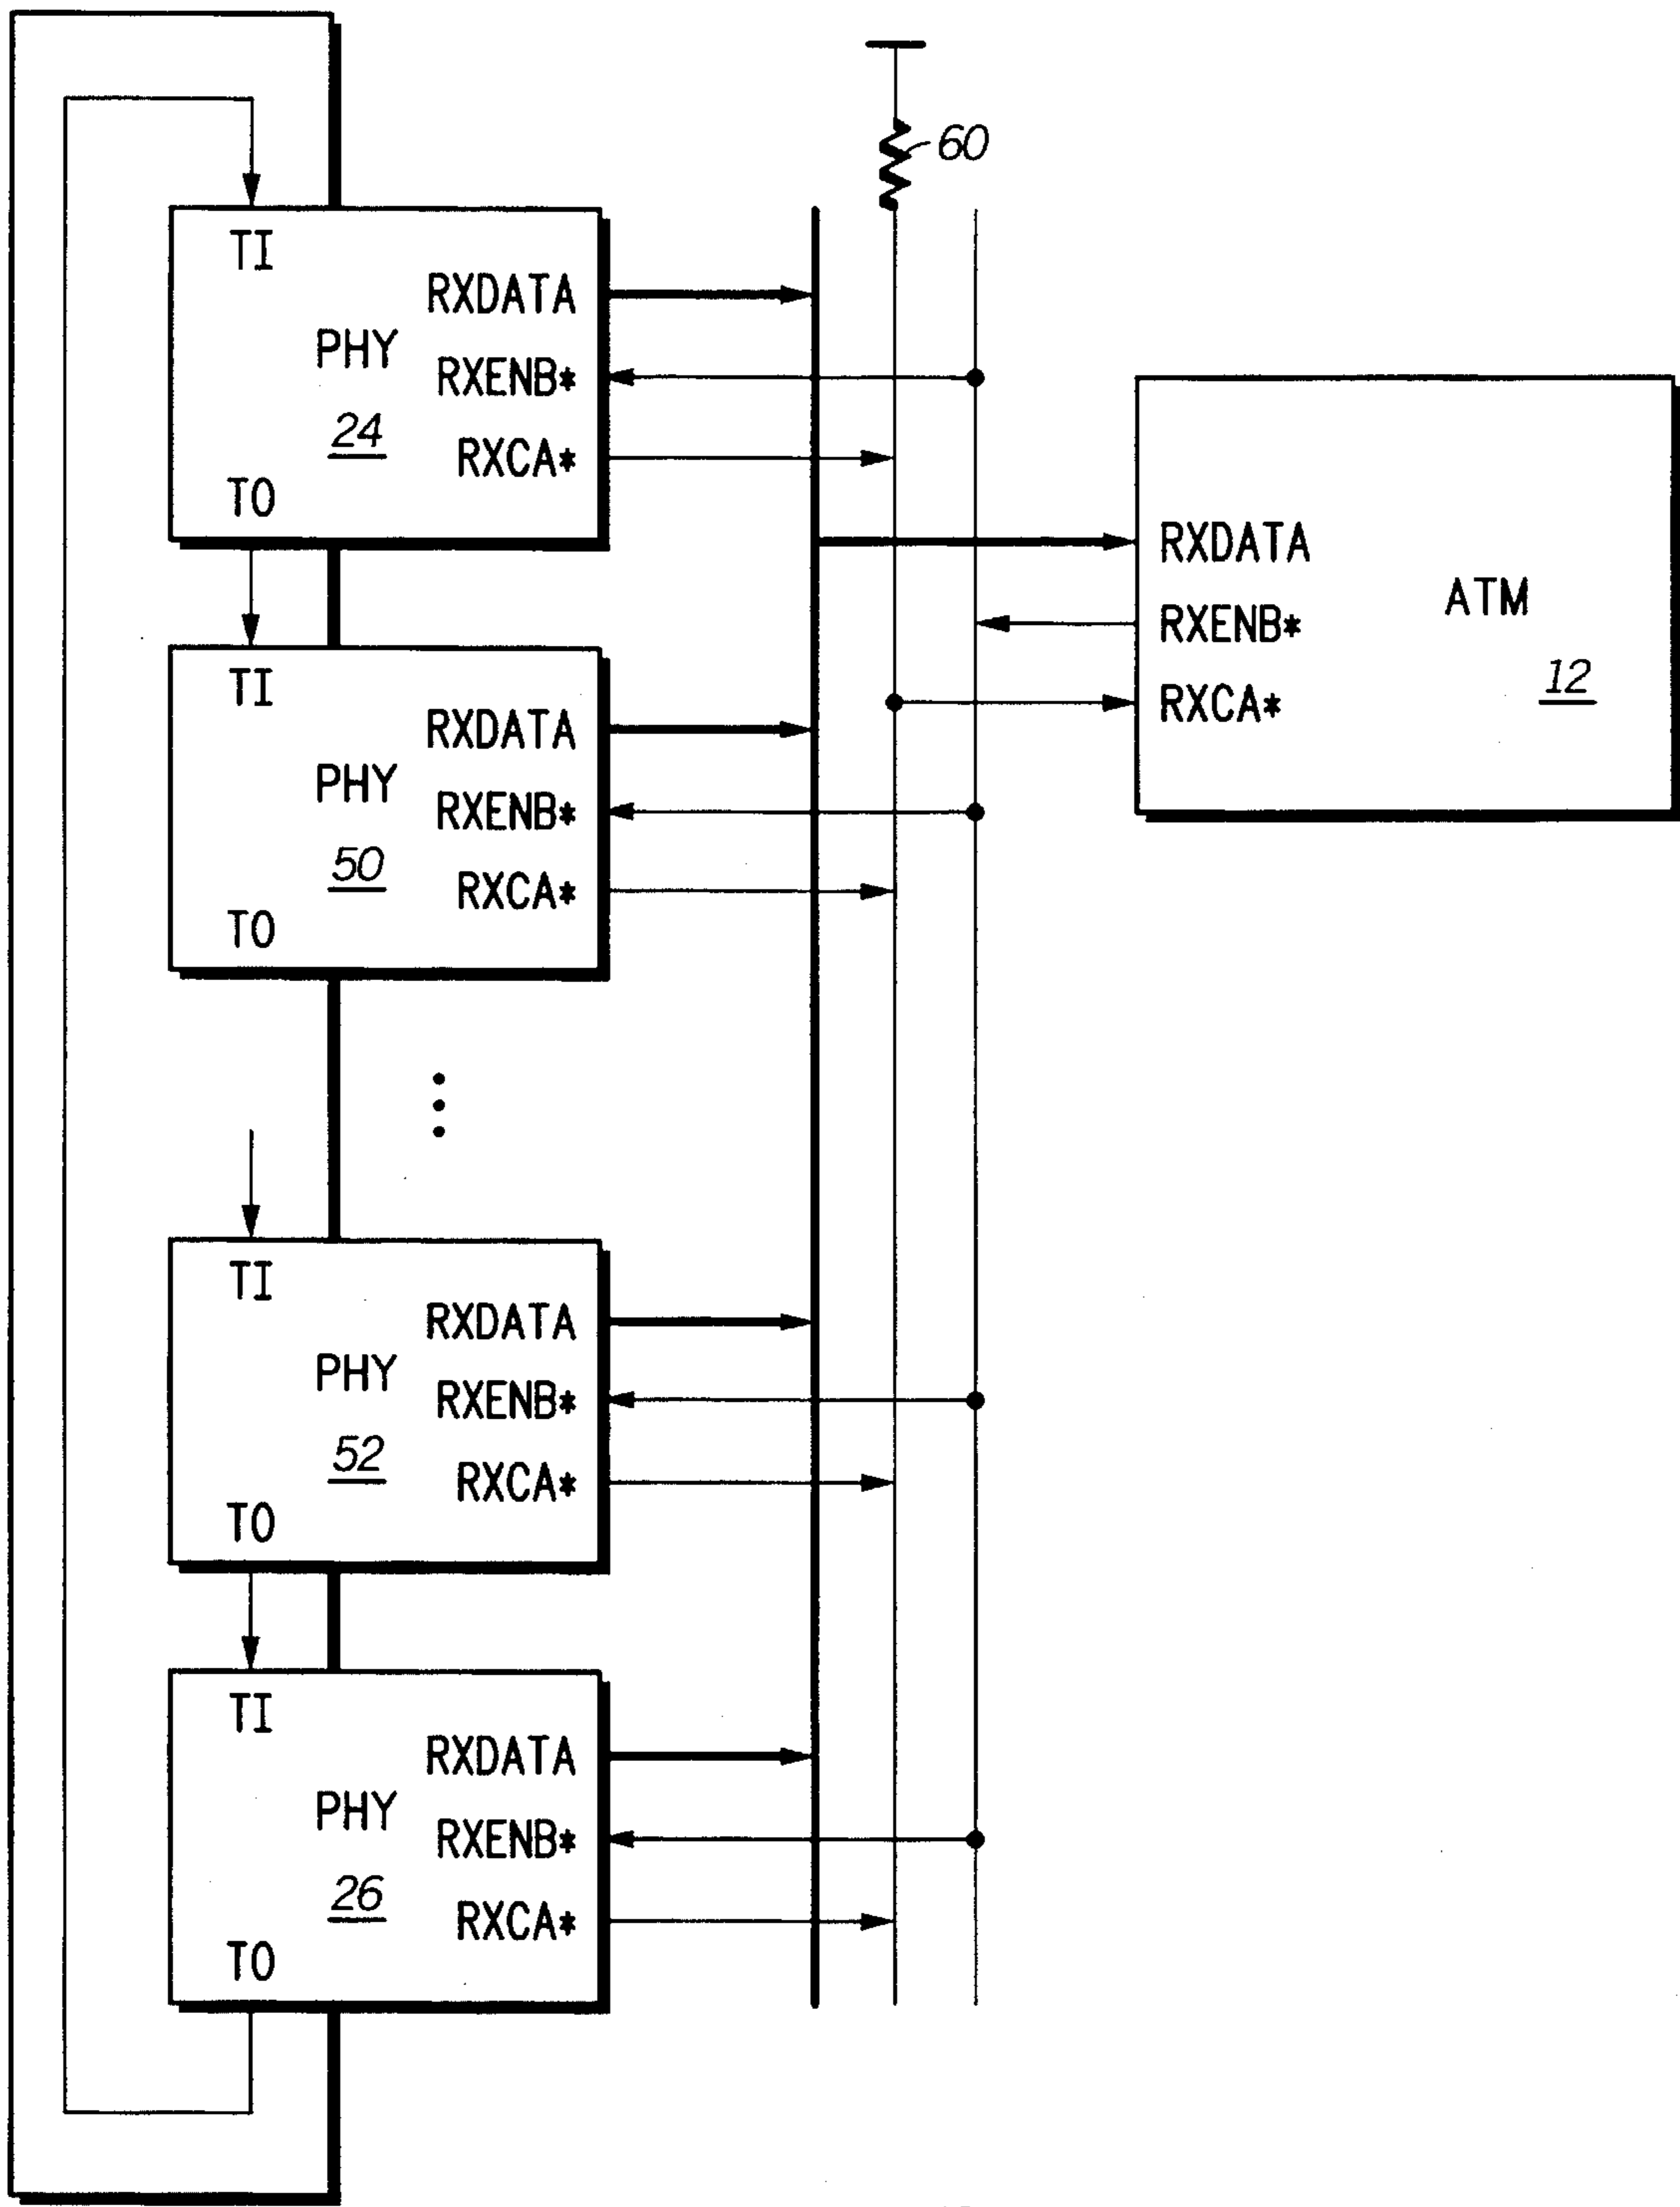 60
TI
RXDATA
PHY
RXENB*
24
RXCA*
TO
RXDATA
ATM
RXENB*
12
RXCA*
TI
RXDATA
PHY
RXENB*
50
RXCA*
TO
TI
RXDATA
PHY
RXENB*
52
RXCA*
TO
TI
RXDATA
PHY
RXENB*
26
RXCA*
TO